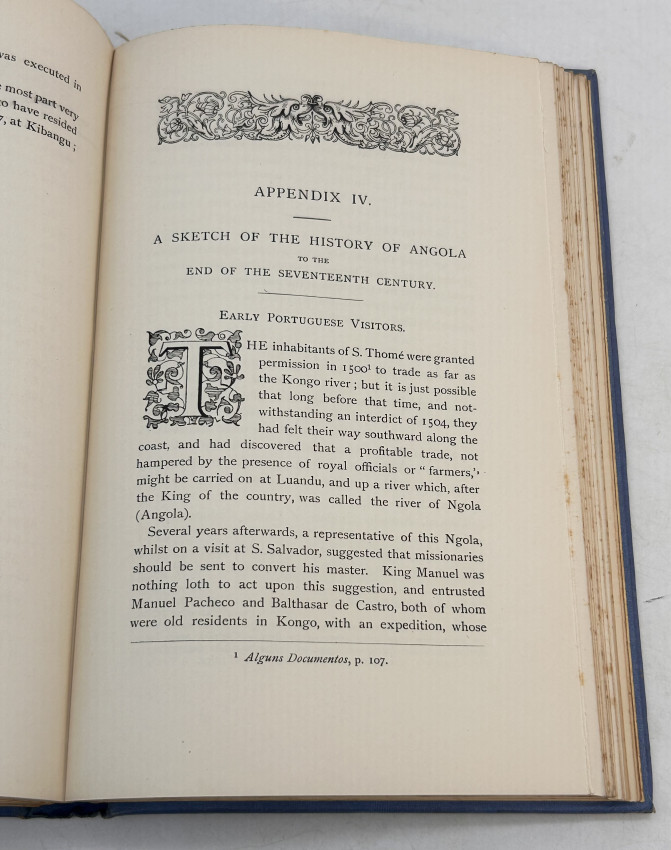 was executed in
most part very
to have resided
7, at Kibangu;
APPENDIX IV.
A SKETCH OF THE HISTORY OF ANGOLA
TO THE
END OF THE SEVENTEENTH CENTURY.
EARLY PORTUGUESE VISITORS.
THE inhabitants of S. Thomé were granted
permission in 1500¹ to trade as far as
the Kongo river; but it is just possible
that long before that time, and not-
withstanding an interdict of 1504, they
had felt their way southward along the
coast, and had discovered that a profitable trade, not
hampered by the presence of royal officials or "farmers,"
might be carried on at Luandu, and up a river which, after
the King of the country, was called the river of Ngola
(Angola).
Several years afterwards, a representative of this Ngola,
whilst on a visit at S. Salvador, suggested that missionaries
should be sent to convert his master. King Manuel was
nothing loth to act upon this suggestion, and entrusted
Manuel Pacheco and Balthasar de Castro, both of whom
were old residents in Kongo, with an expedition, whose
¹ Alguns Documentos, p. 107.